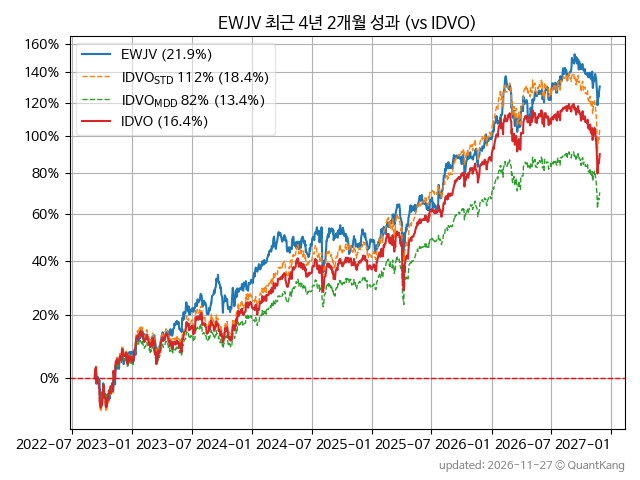 EWJV 최근 4년 2개월 성과 (vs IDVO)
160%
140%
120%
100%
80%
60%
40%
20%
0%
EWJV (21.9%)
IDVO_STD 112% (18.4%)
IDVO_MDD 82% (13.4%)
IDVO (16.4%)
2022-07 2023-01 2023-07 2024-01 2024-07 2025-01 2025-07 2026-01 2026-07 2027-01
updated: 2026-11-27 © QuantKang